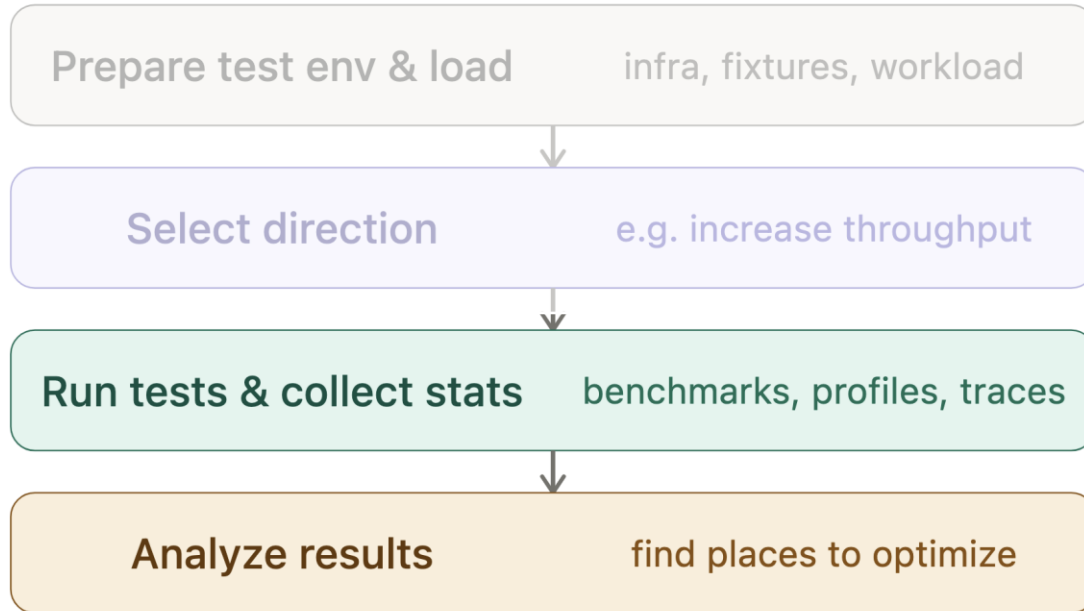 Prepare test env & load infra, fixtures, workload
Select direction e.g. increase throughput
Run tests & collect stats benchmarks, profiles, traces
Analyze results find places to optimize